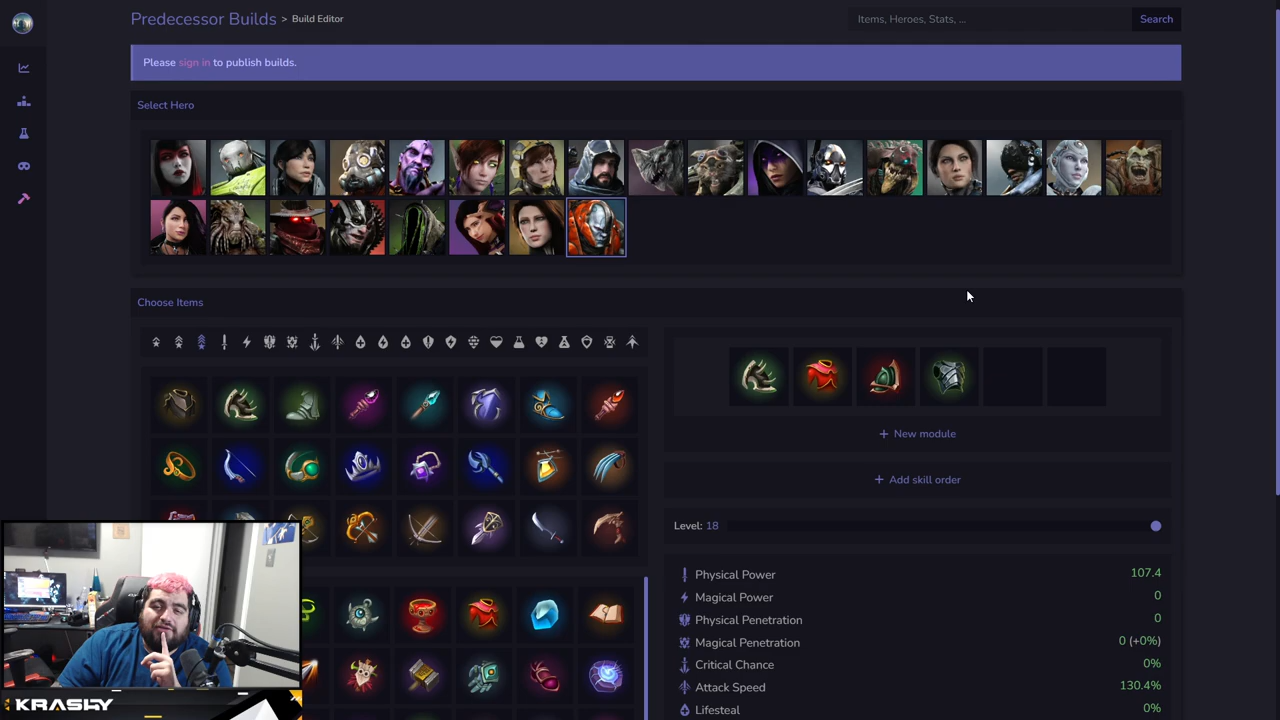 Predecessor Builds > Build Editor
Items, Heroes, Stats, ...
Search
Please sign in to publish builds.
Select Hero
Choose Items
+ New module
+ Add skill order
Level: 18
Physical Power 107.4
Magical Power 0
Physical Penetration 0
Magical Penetration 0 (+0%)
Critical Chance 0%
Attack Speed 130.4%
Lifesteal 0%
KRASHY